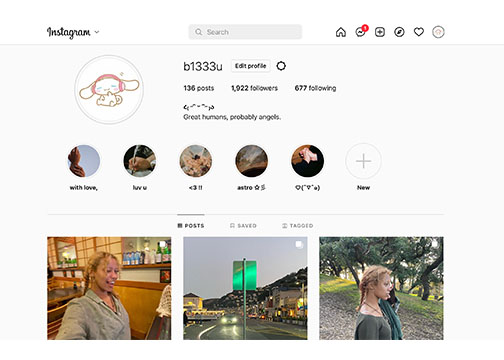 Instagram
Search
4
b1333u Edit profile
136 posts 1,922 followers 677 following
Great humans, probably angels.
with love, luv u <3 !! astro ☆彡 New
POSTS SAVED TAGGED